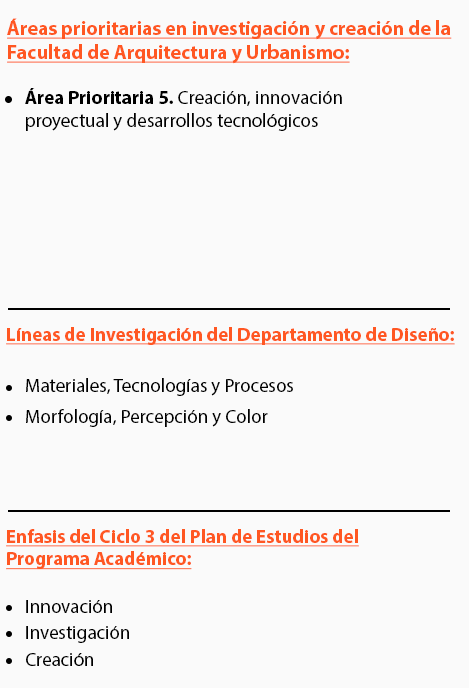 Áreas prioritarias en investigación y creación de la
Facultad de Arquitectura y Urbanismo:
• Área Prioritaria 5. Creación, innovación
proyectual y desarrollos tecnológicos
Líneas de Investigación del Departamento de Diseño:
• Materiales, Tecnologías y Procesos
• Morfología, Percepción y Color
Enfasis del Ciclo 3 del Plan de Estudios del
Programa Académico:
• Innovación
• Investigación
• Creación